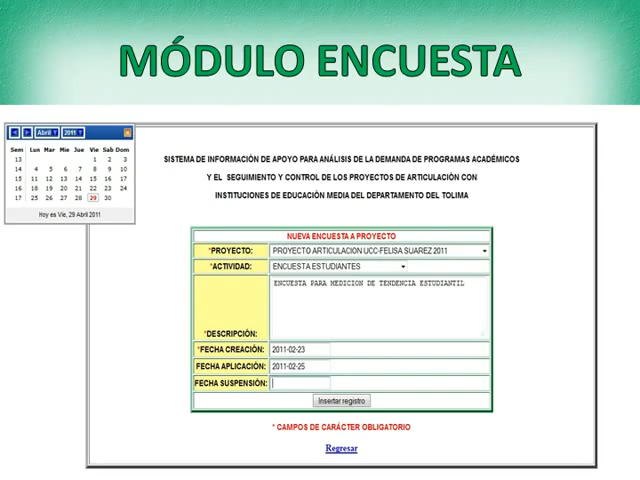 MÓDULO ENCUESTA
Abril 2011
Sem Lun Mar Mie Jue Vie Sab Dom
13 1 2 3
14 4 5 6 7 8 9 10
15 11 12 13 14 15 16 17
16 18 19 20 21 22 23 24
17 25 26 27 28 29 30
Hoy es Vie, 29 Abril 2011
SISTEMA DE INFORMACIÓN DE APOYO PARA ANÁLISIS DE LA DEMANDA DE PROGRAMAS ACADÉMICOS
Y EL SEGUIMIENTO Y CONTROL DE LOS PROYECTOS DE ARTICULACIÓN CON
INSTITUCIONES DE EDUCACIÓN MEDIA DEL DEPARTAMENTO DEL TOLIMA
NUEVA ENCUESTA A PROYECTO
*PROYECTO: PROYECTO ARTICULACION UCC-FELISA SUAREZ 2011
*ACTIVIDAD: ENCUESTA ESTUDIANTES
ENCUESTA PARA MEDICION DE TENDENCIA ESTUDIANTIL
*DESCRIPCIÓN:
*FECHA CREACIÓN: 2011-02-23
FECHA APLICACIÓN: 2011-02-25
FECHA SUSPENSIÓN:
Insertar registro
* CAMPOS DE CARÁCTER OBLIGATORIO
Regresar